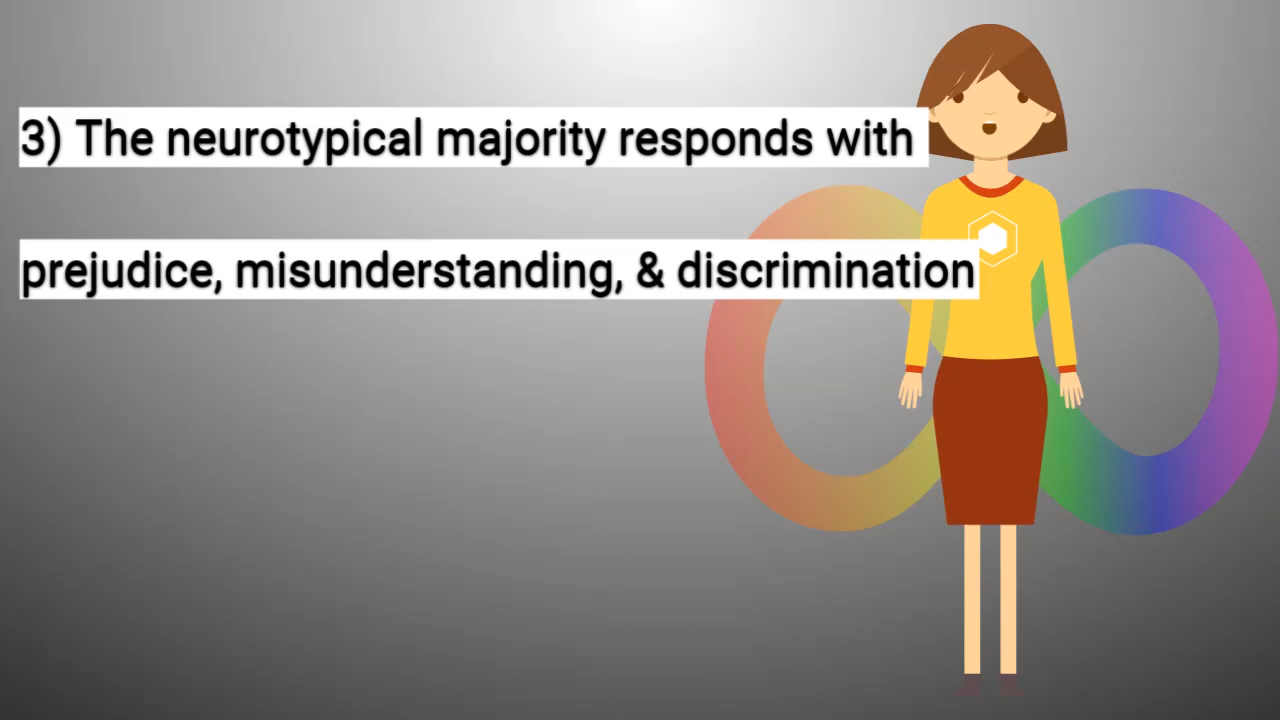 3) The neurotypical majority responds with
prejudice, misunderstanding, & discrimination